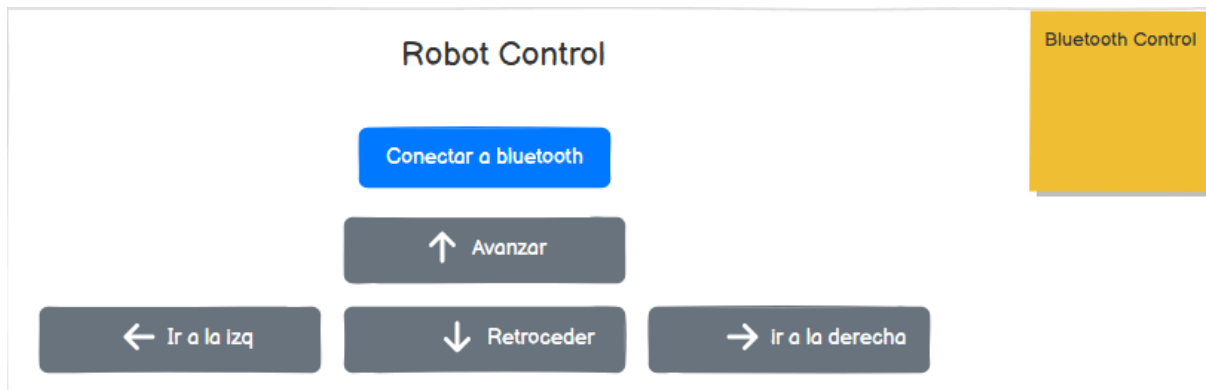 Robot Control
Bluetooth Control
Conectar a bluetooth
Avanzar
Ir a la izq
Retroceder
ir a la derecha